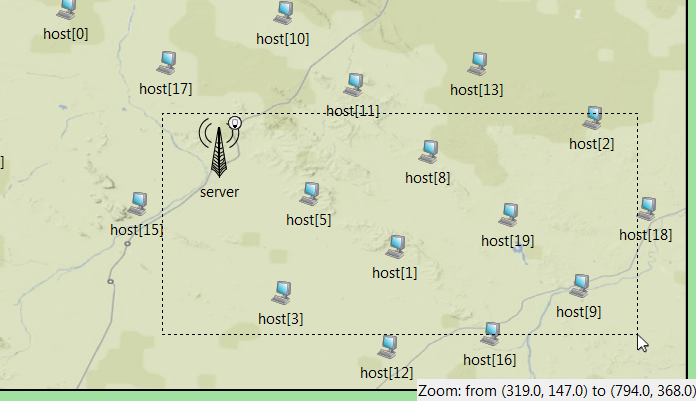 host[0]
host[10]
host[17]
host[13]
host[11]
host[2]
]
host[8]
server
host[5]
host[15]
host[18]
host[19]
host[1]
host[3]
host[9]
host[16]
host[12]
Zoom: from (319.0, 147.0) to (794.0, 368.0)